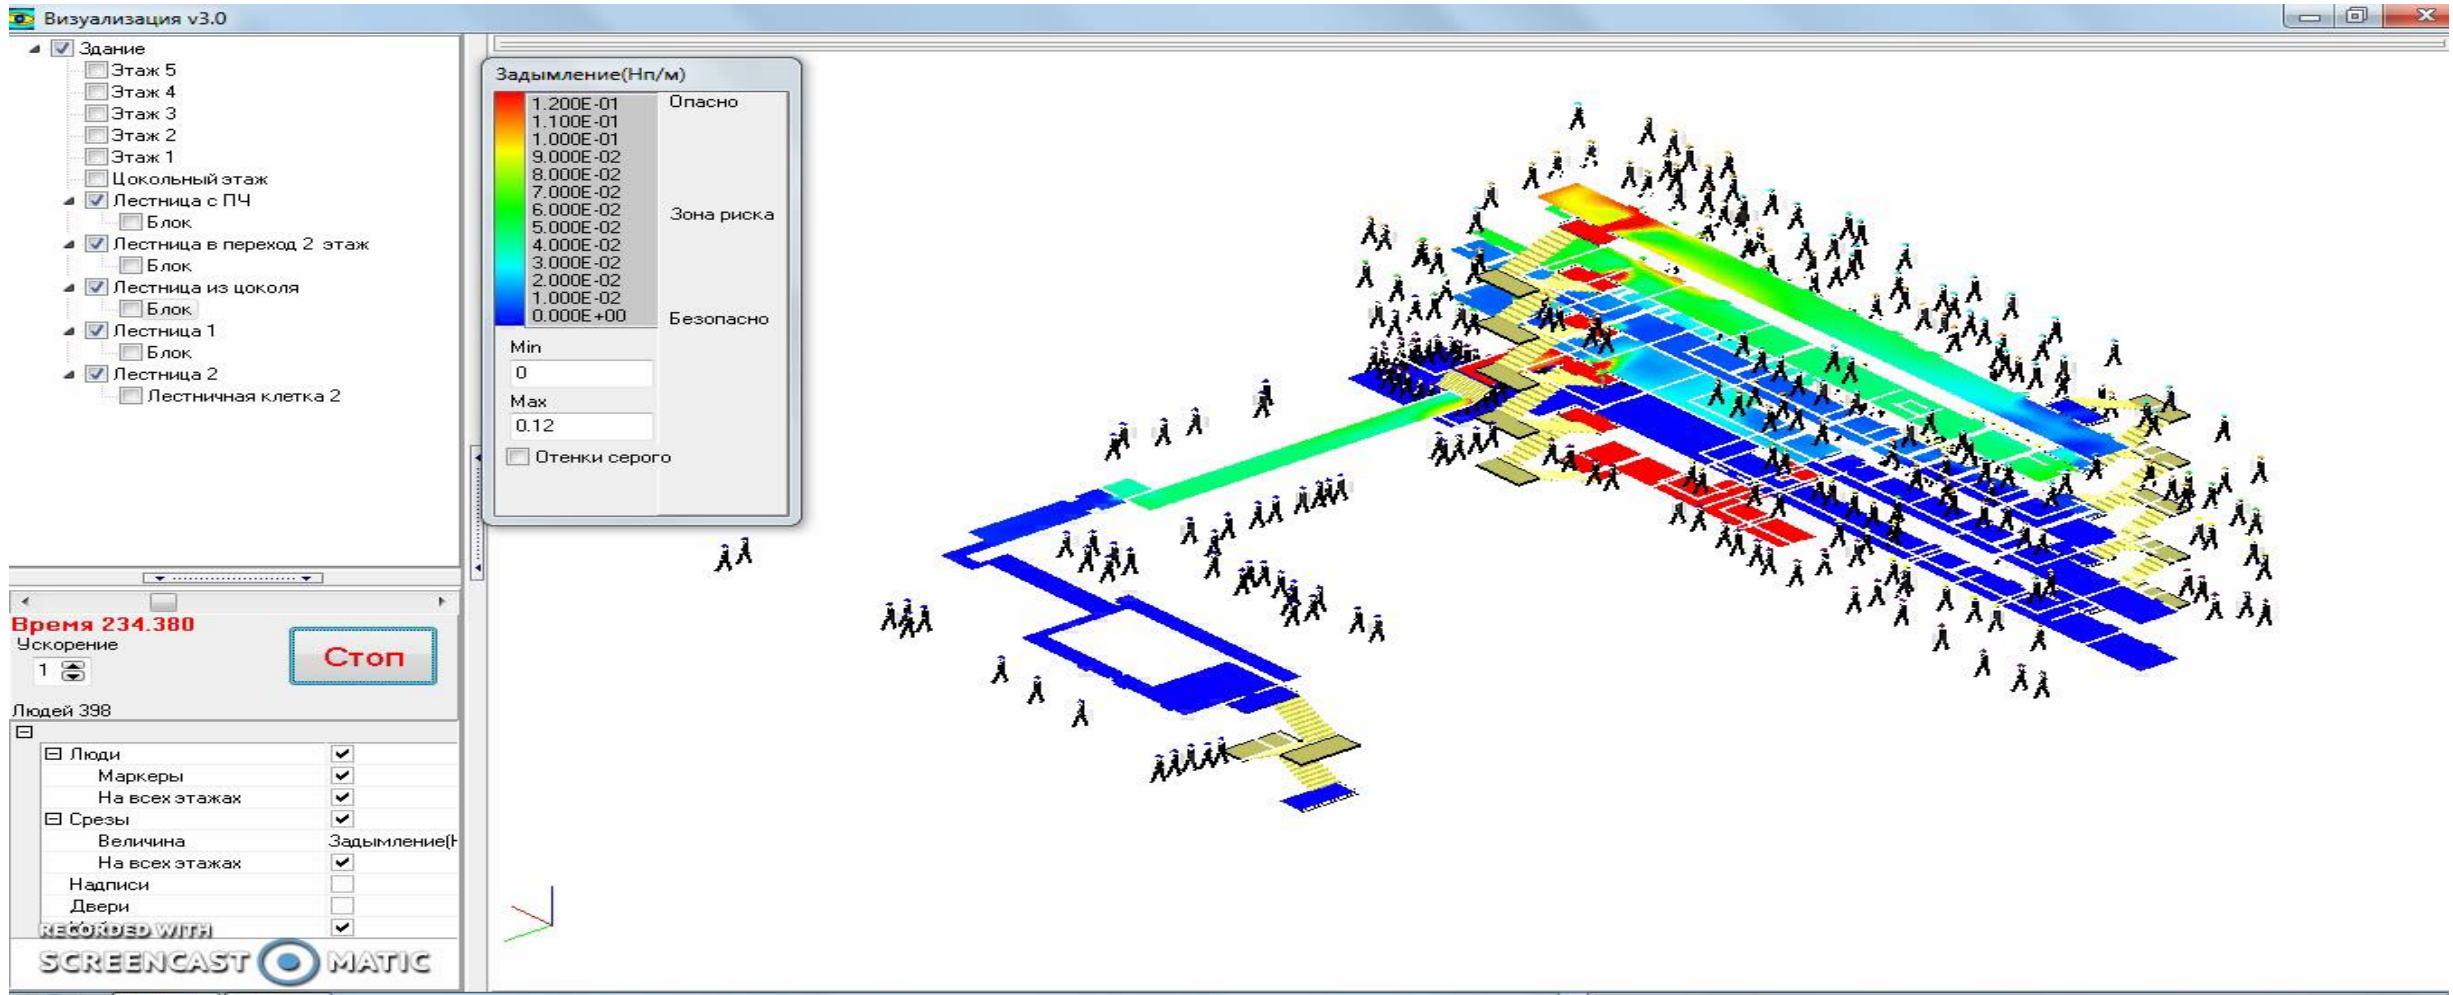 Визуализация v3.0
Здание
Этаж 5
Этаж 4
Этаж 3
Этаж 2
Этаж 1
Цокольный этаж
Лестница с ПЧ
Блок
Лестница в переход 2 этаж
Блок
Лестница из цоколя
Блок
Лестница 1
Блок
Лестница 2
Лестничная клетка 2
Задымление(Нп/м)
1.200E-01 Опасно
1.100E-01
1.000E-01
9.000E-02
8.000E-02
7.000E-02
6.000E-02 Зона риска
5.000E-02
4.000E-02
3.000E-02
2.000E-02
1.000E-02
0.000E+00 Безопасно
Min
0
Max
0.12
Оттенки серого
Время 234.380
Ускорение
1
Стоп
Людей 398
Люди
Маркеры
На всех этажах
Срезы
Величина Задымление(Н
На всех этажах
Надписи
Двери
RECORDED WITH
SCREENCAST MATIC